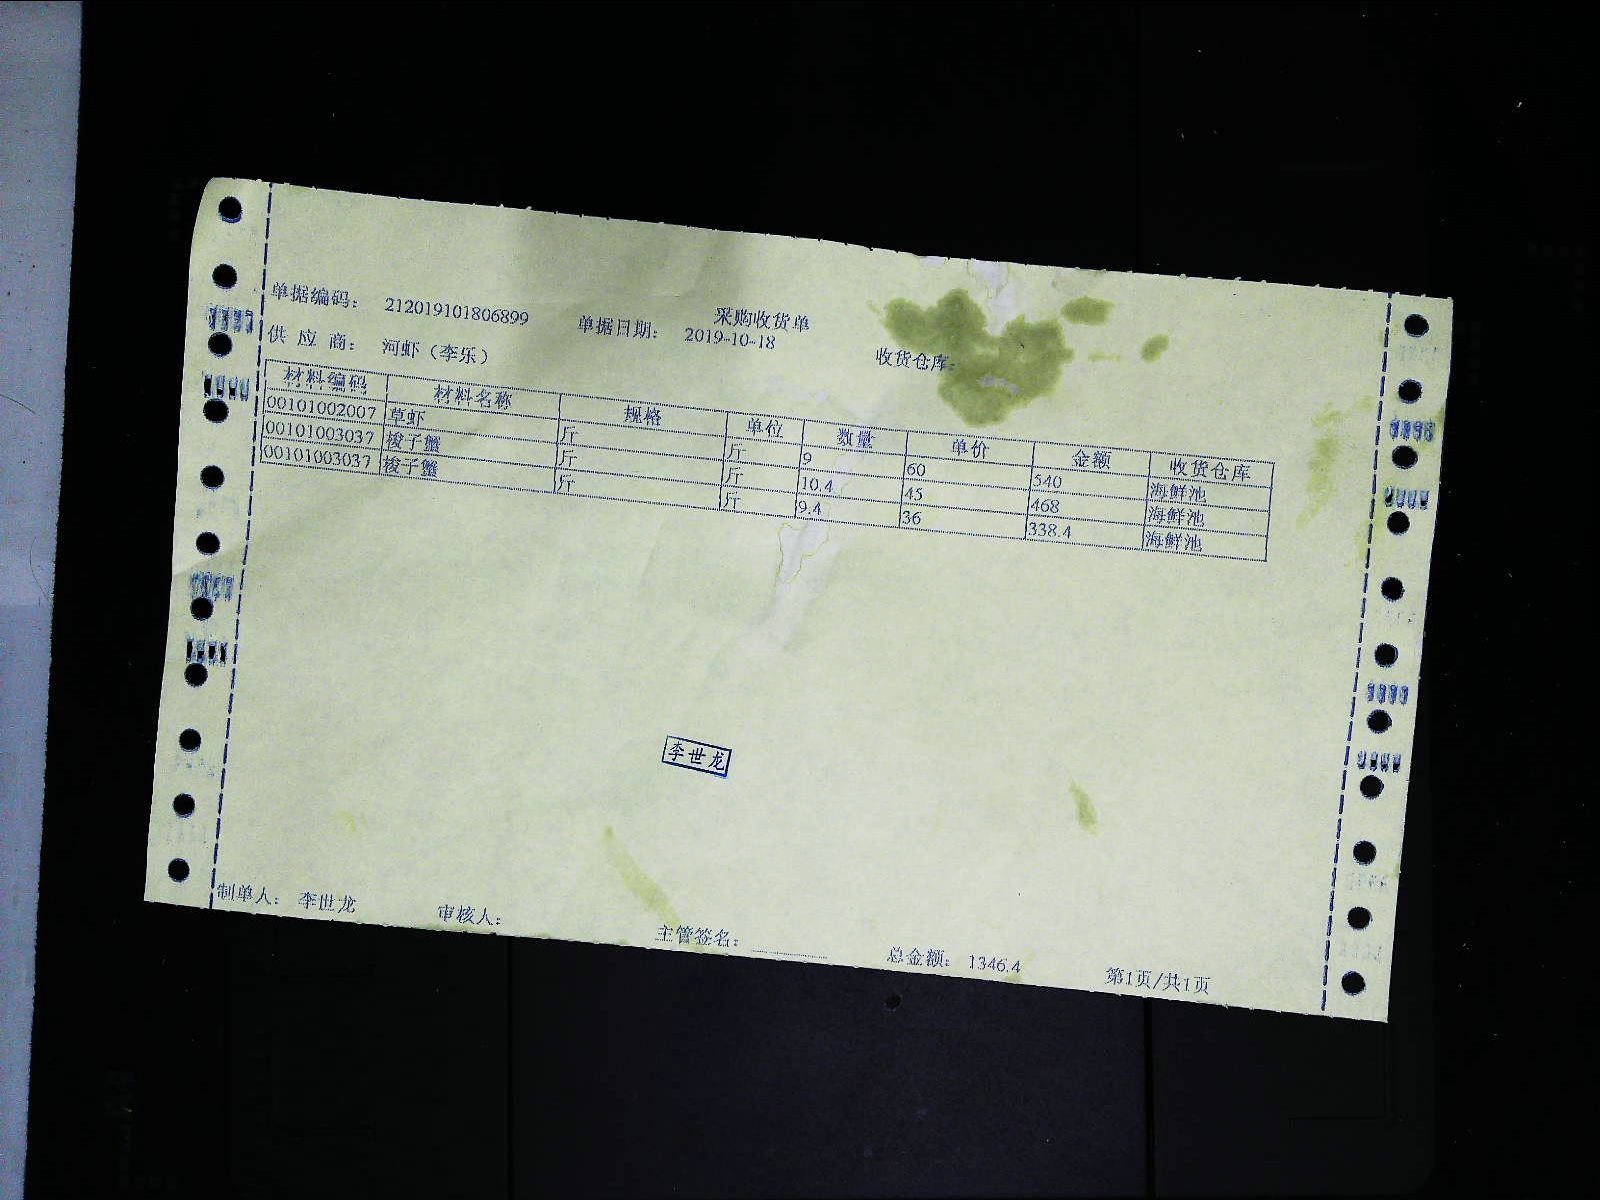 采购收货单
单据编码： 212019101806899 单据日期： 2019-10-18 收货仓库：
供 应 商： 河虾（李乐）
材料编码 材料名称 规格 单位 数量 单价 金额 收货仓库
00101002007 草虾 斤 斤 9 60 540 海鲜池
00101003037 梭子蟹 斤 斤 10.4 45 468 海鲜池
00101003037 梭子蟹 斤 斤 9.4 36 338.4 海鲜池
李世龙
制单人： 李世龙 审核人： 主管签名： 总金额： 1346.4 第1页/共1页